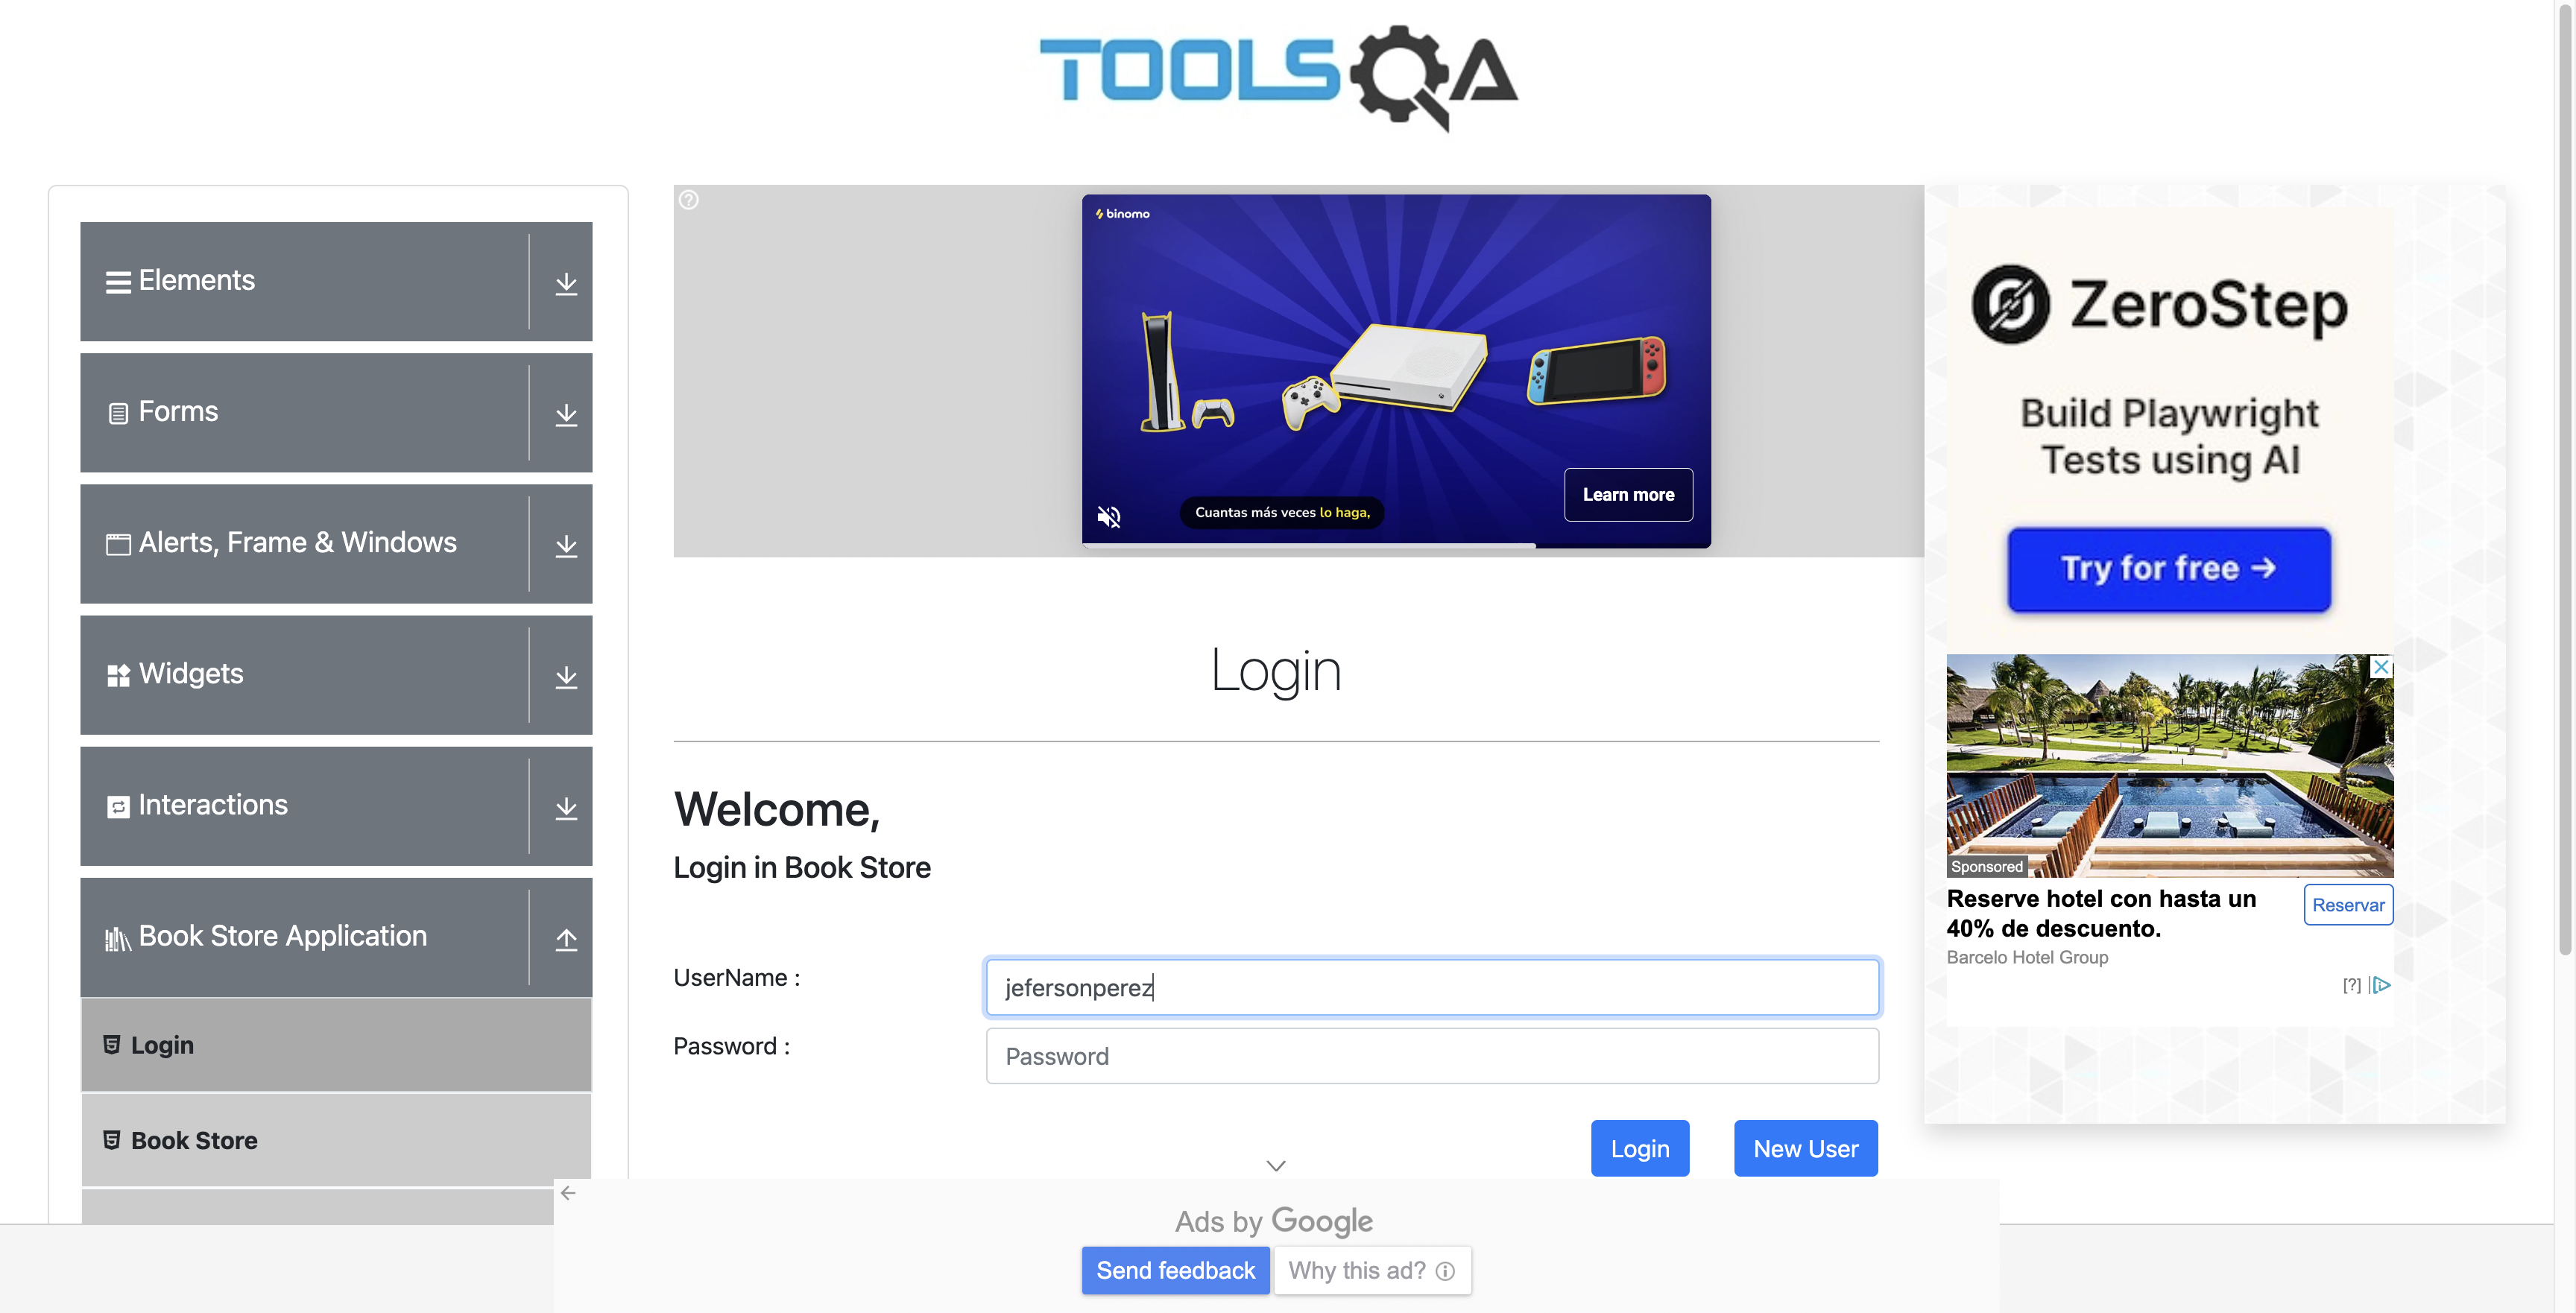 TOOLSQA
Elements
Forms
Alerts, Frame & Windows
Widgets
Interactions
Book Store Application
Login
Book Store
binomo
Cuantas más veces lo haga,
Learn more
Login
Welcome,
Login in Book Store
UserName :
jefersonperez
Password :
Password
Login
New User
ZeroStep
Build Playwright
Tests using AI
Try for free →
Sponsored
Reserve hotel con hasta un
40% de descuento.
Reservar
Barcelo Hotel Group
[?]
Ads by Google
Send feedback
Why this ad?